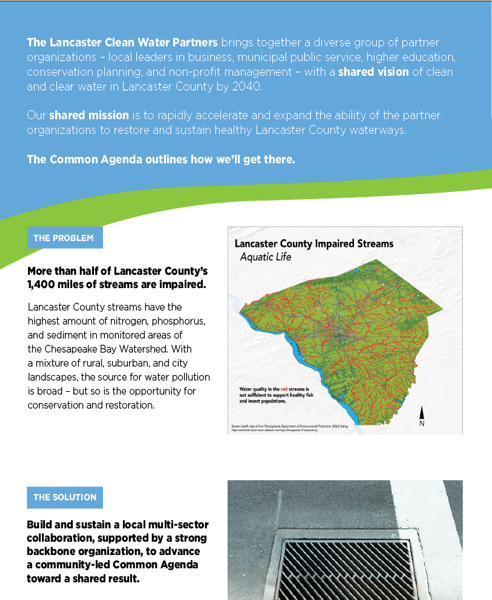 The Lancaster Clean Water Partners brings together a diverse group of partner
organizations – local leaders in business, municipal public service, higher education,
conservation planning, and non-profit management – with a shared vision of clean
and clear water in Lancaster County by 2040.
Our shared mission is to rapidly accelerate and expand the ability of the partner
organizations to restore and sustain healthy Lancaster County waterways.
The Common Agenda outlines how we'll get there.
THE PROBLEM
More than half of Lancaster County's
1,400 miles of streams are impaired.
Lancaster County streams have the
highest amount of nitrogen, phosphorus,
and sediment in monitored areas of
the Chesapeake Bay Watershed. With
a mixture of rural, suburban, and city
landscapes, the source for water pollution
is broad – but so is the opportunity for
conservation and restoration.
Lancaster County Impaired Streams
Aquatic Life
Water quality in the red streams is
not sufficient to support healthy fish
and insect populations.
N
THE SOLUTION
Build and sustain a local multi-sector
collaboration, supported by a strong
backbone organization, to advance
a community-led Common Agenda
toward a shared result.